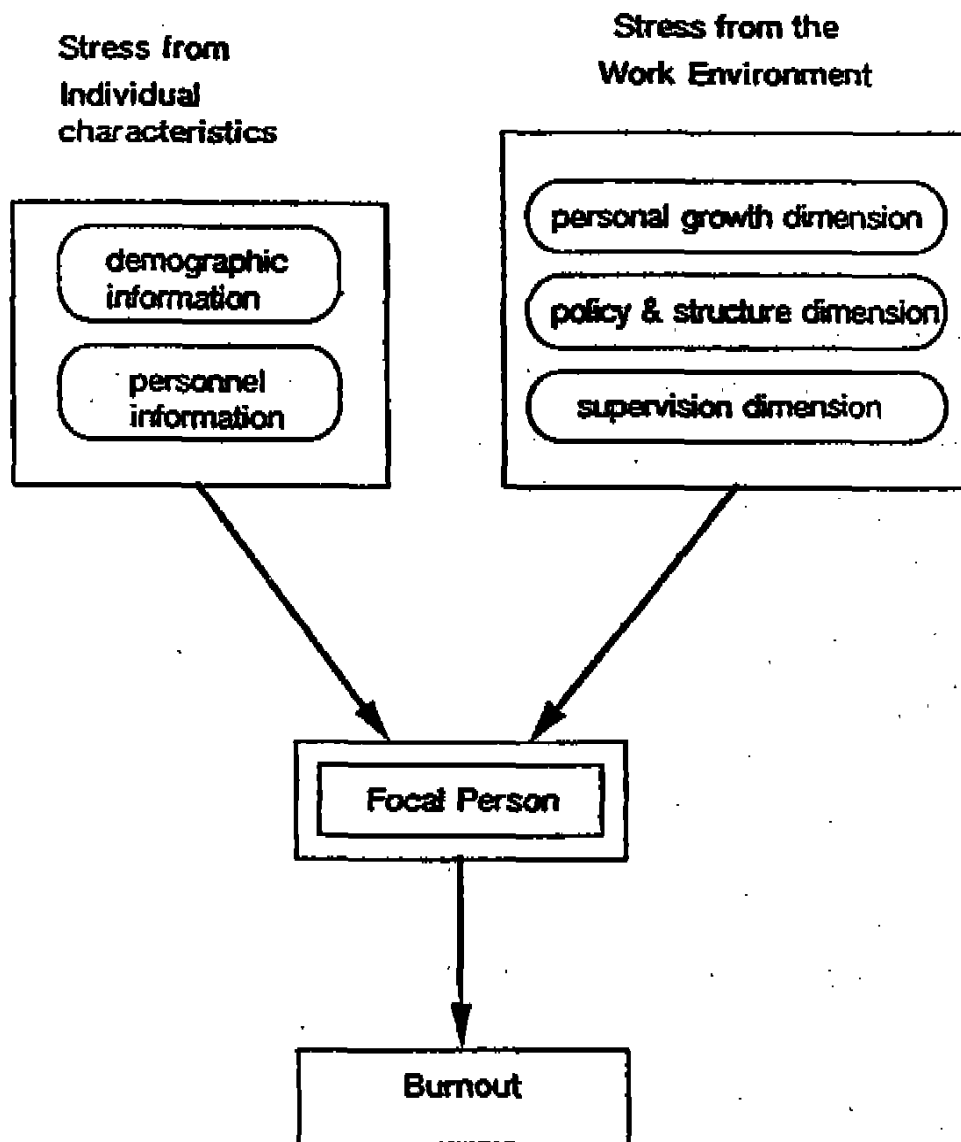 Stress from
Individual
characteristics
demographic
information
personnel
information
Stress from the
Work Environment
personal growth dimension
policy & structure dimension
supervision dimension
Focal Person
Burnout